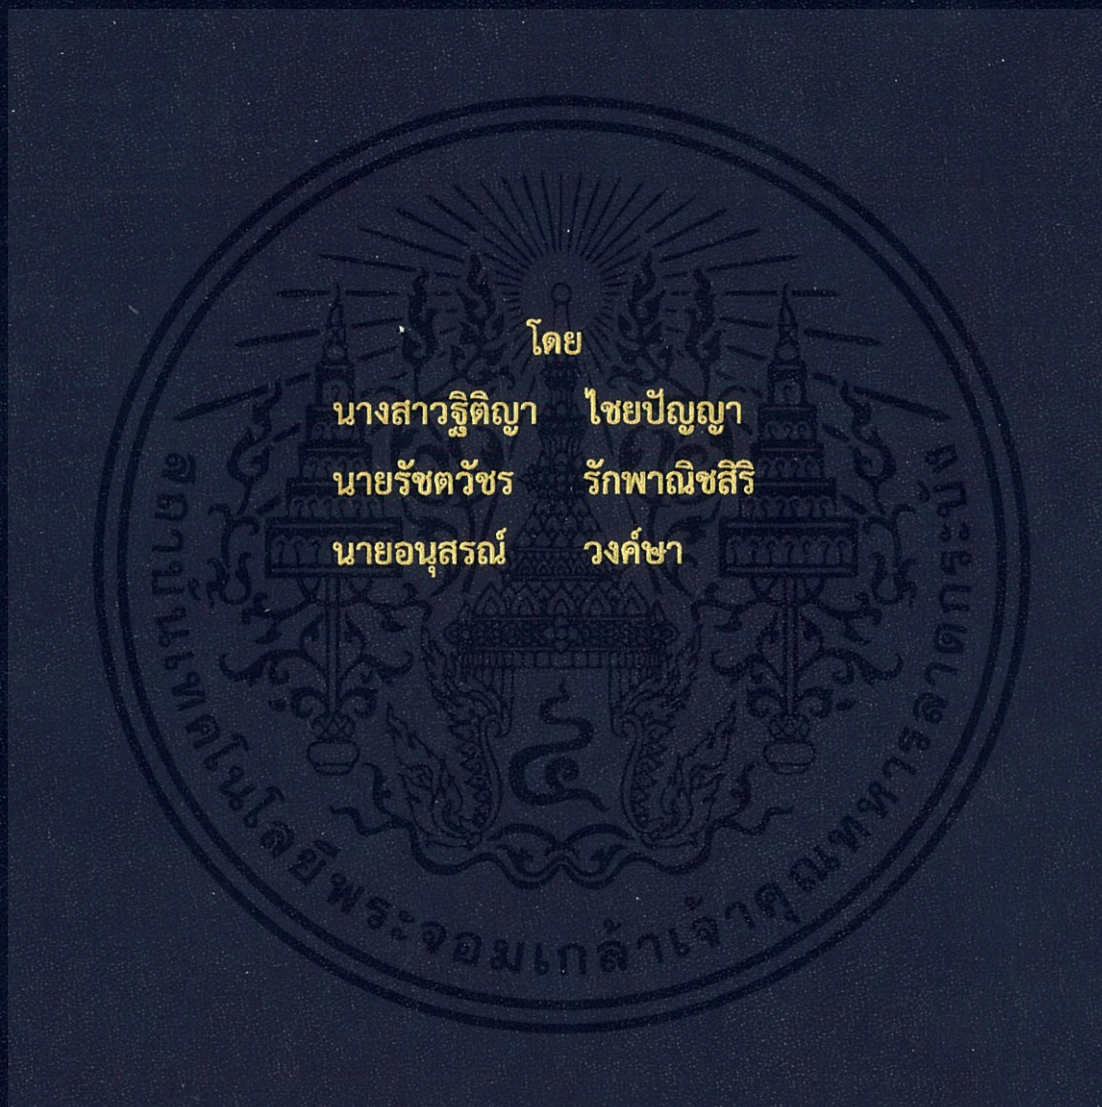 โดย
นางสาวฐิติญา ไชยปัญญา
นายรัชตวัชร รักพาณิชสิริ
นายอนุสรณ์ วงค์ษา
สถาบันเทคโนโลยีพระจอมเกล้าเจ้าคุณทหารลาดกระบัง